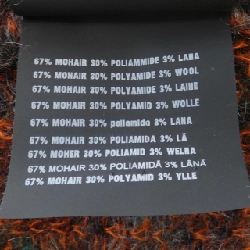 67% MOHAIR 30% POLIAMMIDE 3% LANA
67% MOHAIR 30% POLYAMIDE 3% WOOL
67% MOHAIR 30% POLYAMIDE 3% LAINE
67% MOHAIR 30% POLYAMID 3% WOLLE
67% MOHAIR 30% poliamida 3% LANA
67% MOHAIR 30% POLIAMIDA 3% LÃ
67% MOHER 30% POLIAMID 3% WEŁNA
67% MOHAIR 30% POLIAMIDĂ 3% LÂNĂ
67% MOHAIR 30% POLYAMID 3% YLLE